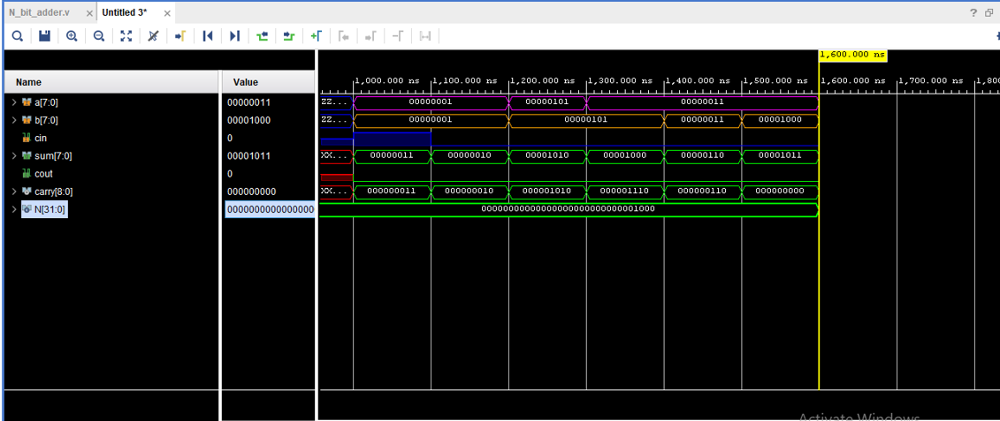 N_bit_adder.v × Untitled 3* × ?
1,600.000 ns
Name Value
1,000.000 ns 1,100.000 ns 1,200.000 ns 1,300.000 ns 1,400.000 ns 1,500.000 ns 1,600.000 ns 1,700.000 ns 1,800
a[7:0] 00000011 ZZ... 00000001 00000101 00000011
b[7:0] 00001000 ZZ... 00000001 00000101 00000011 00001000
cin 0
sum[7:0] 00001011 XX... 00000011 00000010 00001010 00001000 00000110 00001011
cout 0
carry[8:0] 000000000 XX... 000000011 000000010 000001010 000001110 000000110 000000000
N[31:0] 0000000000000000 00000000000000000000000000001000
Activate Windows